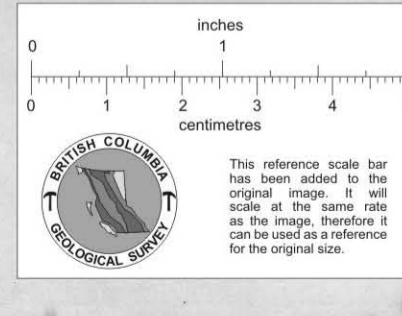 inches
0 1
0 1 2 3 4
centimetres
BRITISH COLUMBIA
GEOLOGICAL SURVEY
This reference scale bar
has been added to the
original image. It will
scale at the same rate
as the image, therefore it
can be used as a reference
for the original size.